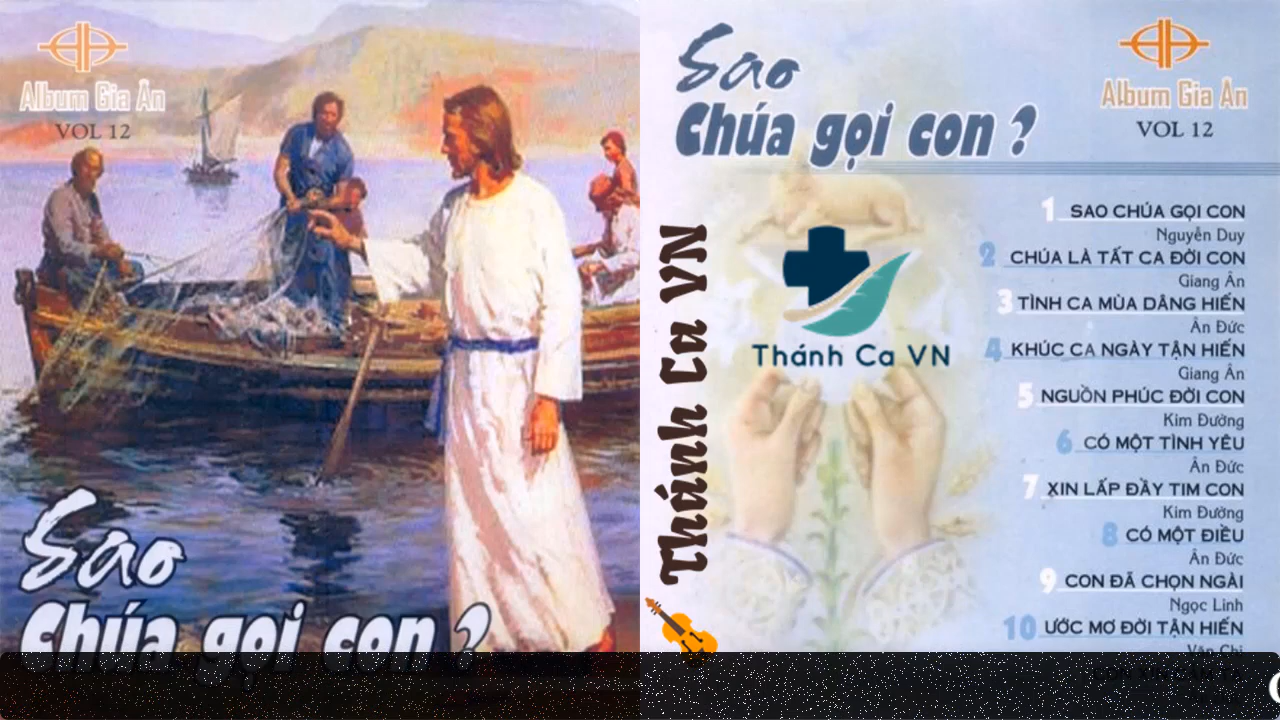 Album Gia Ân
VOL 12
Sao
Chúa gọi con ?
Sao
Chúa gọi con ?
Album Gia Ân
VOL 12
Thánh Ca VN
Thánh Ca VN
1 SAO CHÚA GỌI CON
Nguyễn Duy
2 CHÚA LÀ TẤT CA ĐỜI CON
Giang Ân
3 TÌNH CA MÙA DÂNG HIẾN
Ân Đức
4 KHÚC CA NGÀY TẬN HIẾN
Giang Ân
5 NGUỒN PHÚC ĐỜI CON
Kim Đường
6 CÓ MỘT TÌNH YÊU
Ân Đức
7 XIN LẤP ĐẦY TIM CON
Kim Đường
8 CÓ MỘT ĐIỀU
Ân Đức
9 CON ĐÃ CHỌN NGÀI
Ngọc Linh
10 ƯỚC MƠ ĐỜI TẬN HIẾN
Văn Chi